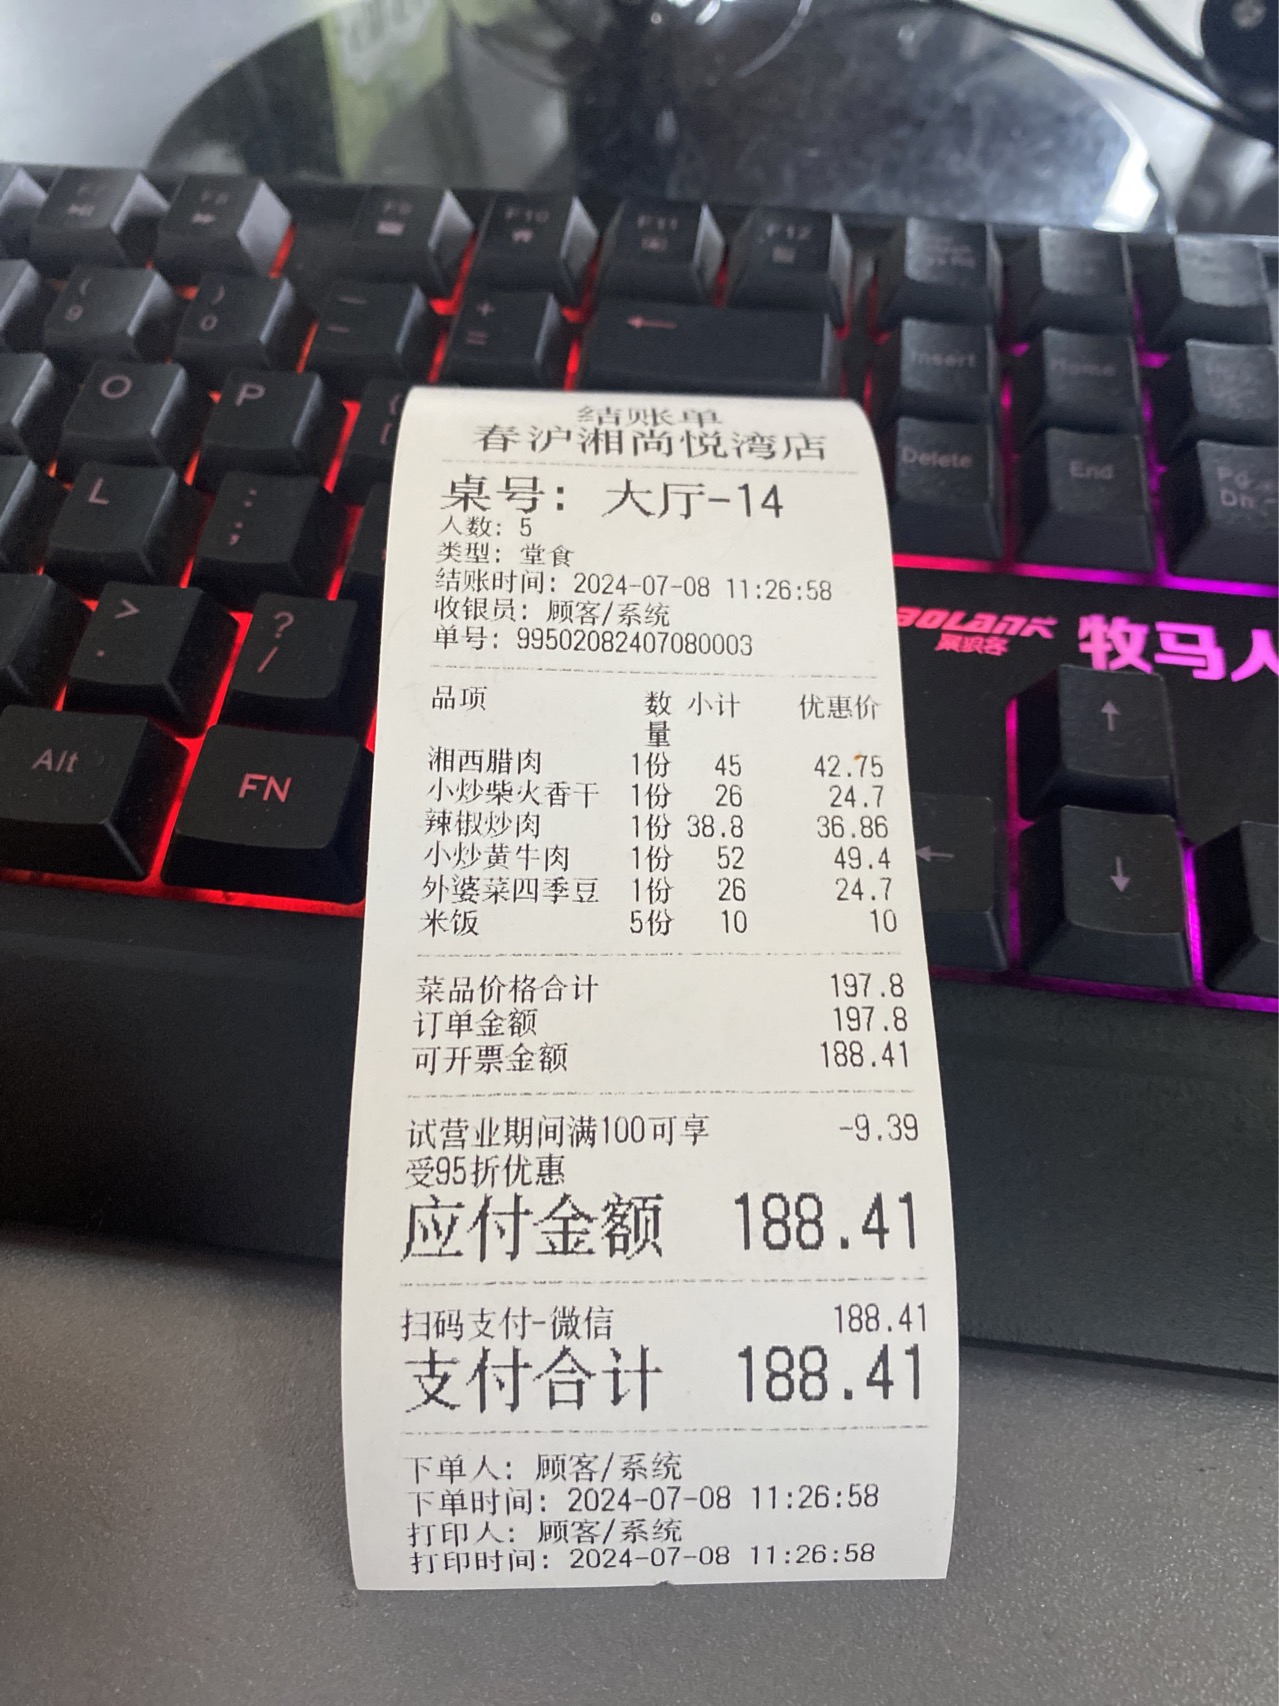 F8
F9
F10
F11
F12
(
9
)
0
+
=
Insert
Home
O
P
Delete
End
L
:
;
>
.
?
/
Alt
FN
牧马人
结账单
春沪湘尚悦湾店
桌号: 大厅-14
人数: 5
类型: 堂食
结账时间: 2024-07-08 11:26:58
收银员: 顾客/系统
单号: 99502082407080003
品项 数量 小计 优惠价
湘西腊肉 1份 45 42.75
小炒柴火香干 1份 26 24.7
辣椒炒肉 1份 38.8 36.86
小炒黄牛肉 1份 52 49.4
外婆菜四季豆 1份 26 24.7
米饭 5份 10 10
菜品价格合计 197.8
订单金额 197.8
可开票金额 188.41
试营业期间满100可享 -9.39
受95折优惠
应付金额 188.41
扫码支付-微信 188.41
支付合计 188.41
下单人: 顾客/系统
下单时间: 2024-07-08 11:26:58
打印人: 顾客/系统
打印时间: 2024-07-08 11:26:58